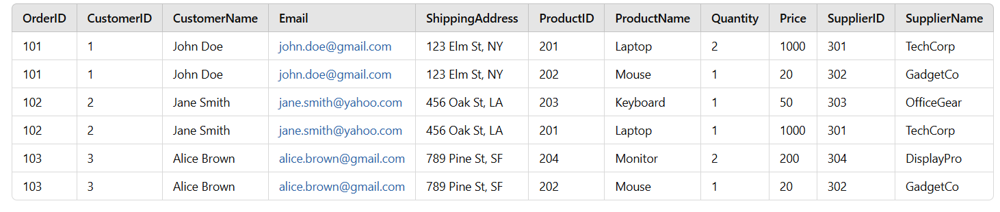 OrderID CustomerID CustomerName Email ShippingAddress ProductID ProductName Quantity Price SupplierID SupplierName
101 1 John Doe john.doe@gmail.com 123 Elm St, NY 201 Laptop 2 1000 301 TechCorp
101 1 John Doe john.doe@gmail.com 123 Elm St, NY 202 Mouse 1 20 302 GadgetCo
102 2 Jane Smith jane.smith@yahoo.com 456 Oak St, LA 203 Keyboard 1 50 303 OfficeGear
102 2 Jane Smith jane.smith@yahoo.com 456 Oak St, LA 201 Laptop 1 1000 301 TechCorp
103 3 Alice Brown alice.brown@gmail.com 789 Pine St, SF 204 Monitor 2 200 304 DisplayPro
103 3 Alice Brown alice.brown@gmail.com 789 Pine St, SF 202 Mouse 1 20 302 GadgetCo